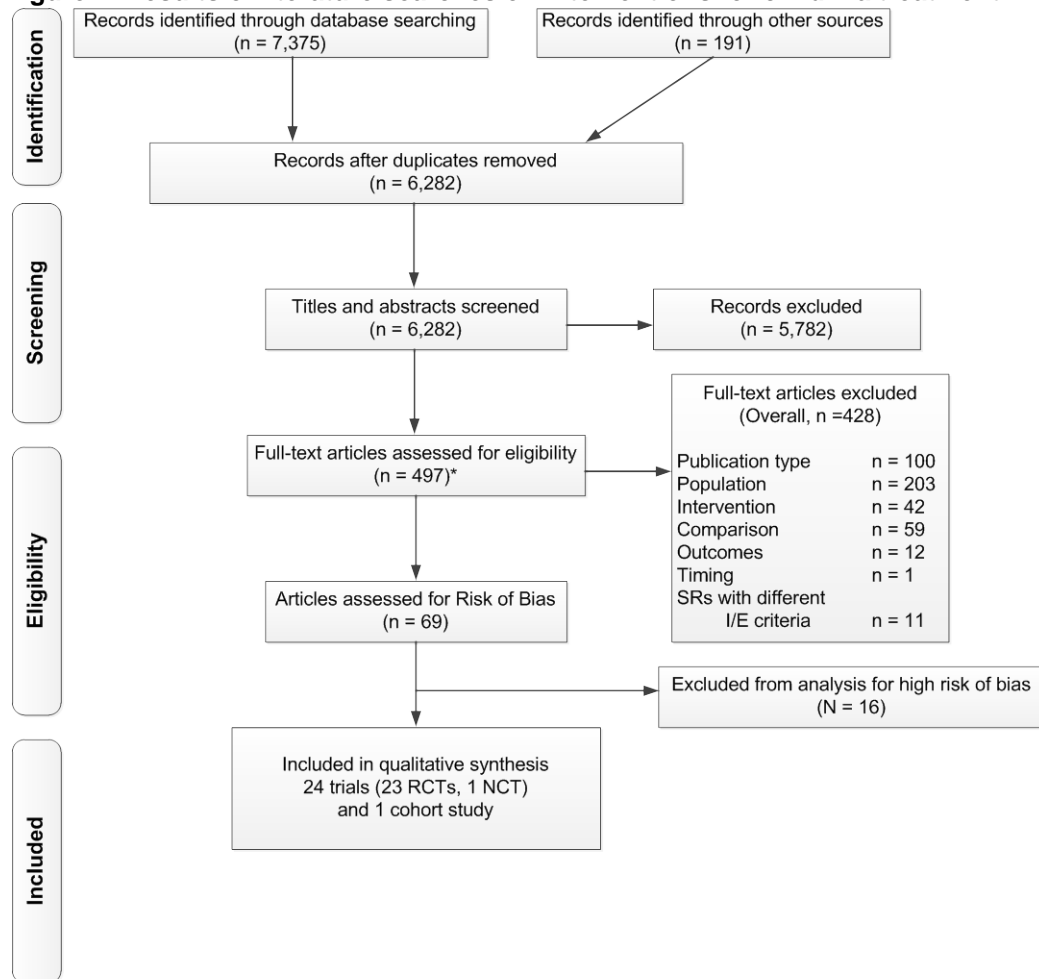 Records identified through database searching
(n = 7,375)
Records identified through other sources
(n = 191)
Identification
Records after duplicates removed
(n = 6,282)
Screening
Titles and abstracts screened
(n = 6,282)
Records excluded
(n = 5,782)
Eligibility
Full-text articles assessed for eligibility
(n = 497)*
Full-text articles excluded
(Overall, n =428)
Publication type n = 100
Population n = 203
Intervention n = 42
Comparison n = 59
Outcomes n = 12
Timing n = 1
SRs with different
I/E criteria n = 11
Articles assessed for Risk of Bias
(n = 69)
Excluded from analysis for high risk of bias
(N = 16)
Included
Included in qualitative synthesis
24 trials (23 RCTs, 1 NCT)
and 1 cohort study